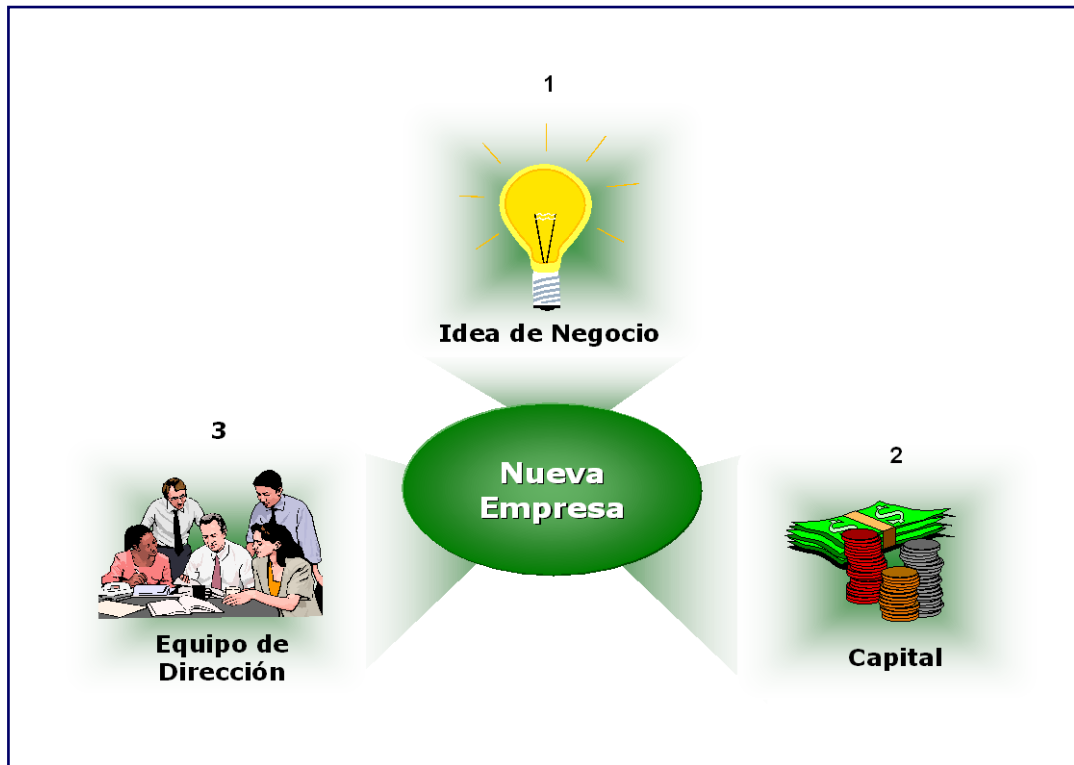 1
Idea de Negocio
Nueva
Empresa
3
Equipo de
Dirección
2
Capital